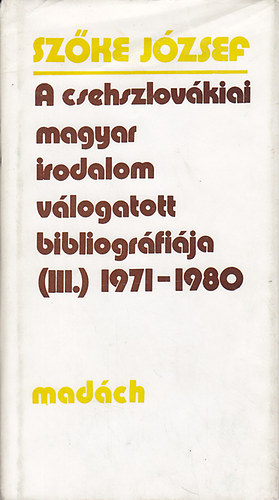 SZŐKE JÓZSEF
A csehszlovákiai
magyar
irodalom
válogatott
bibliográfiája
(III.) 1971-1980
madách